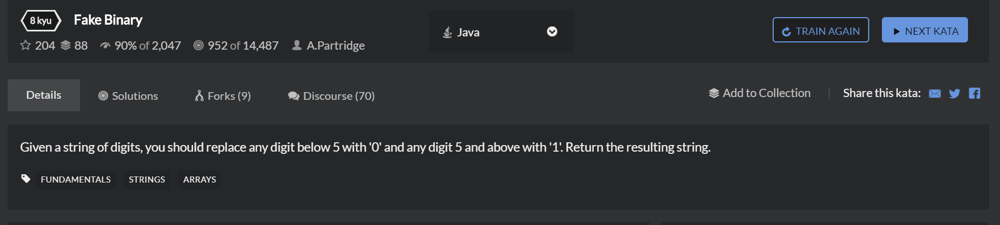 8 kyu Fake Binary
204 88 90% of 2,047 952 of 14,487 A.Partridge
Java
TRAIN AGAIN NEXT KATA
Details Solutions Forks (9) Discourse (70)
Add to Collection | Share this kata:
Given a string of digits, you should replace any digit below 5 with '0' and any digit 5 and above with '1'. Return the resulting string.
FUNDAMENTALS STRINGS ARRAYS